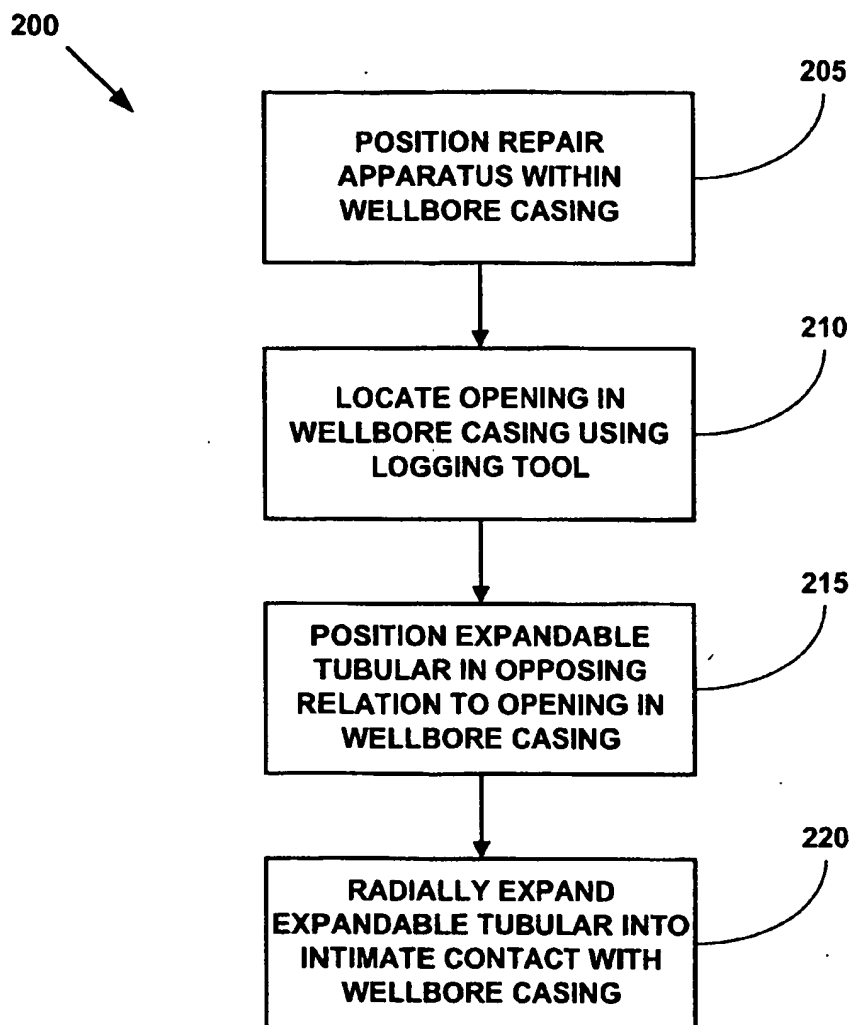 200
205
POSITION REPAIR
APPARATUS WITHIN
WELLBORE CASING
210
LOCATE OPENING IN
WELLBORE CASING USING
LOGGING TOOL
215
POSITION EXPANDABLE
TUBULAR IN OPPOSING
RELATION TO OPENING IN
WELLBORE CASING
220
RADIALLY EXPAND
EXPANDABLE TUBULAR INTO
INTIMATE CONTACT WITH
WELLBORE CASING